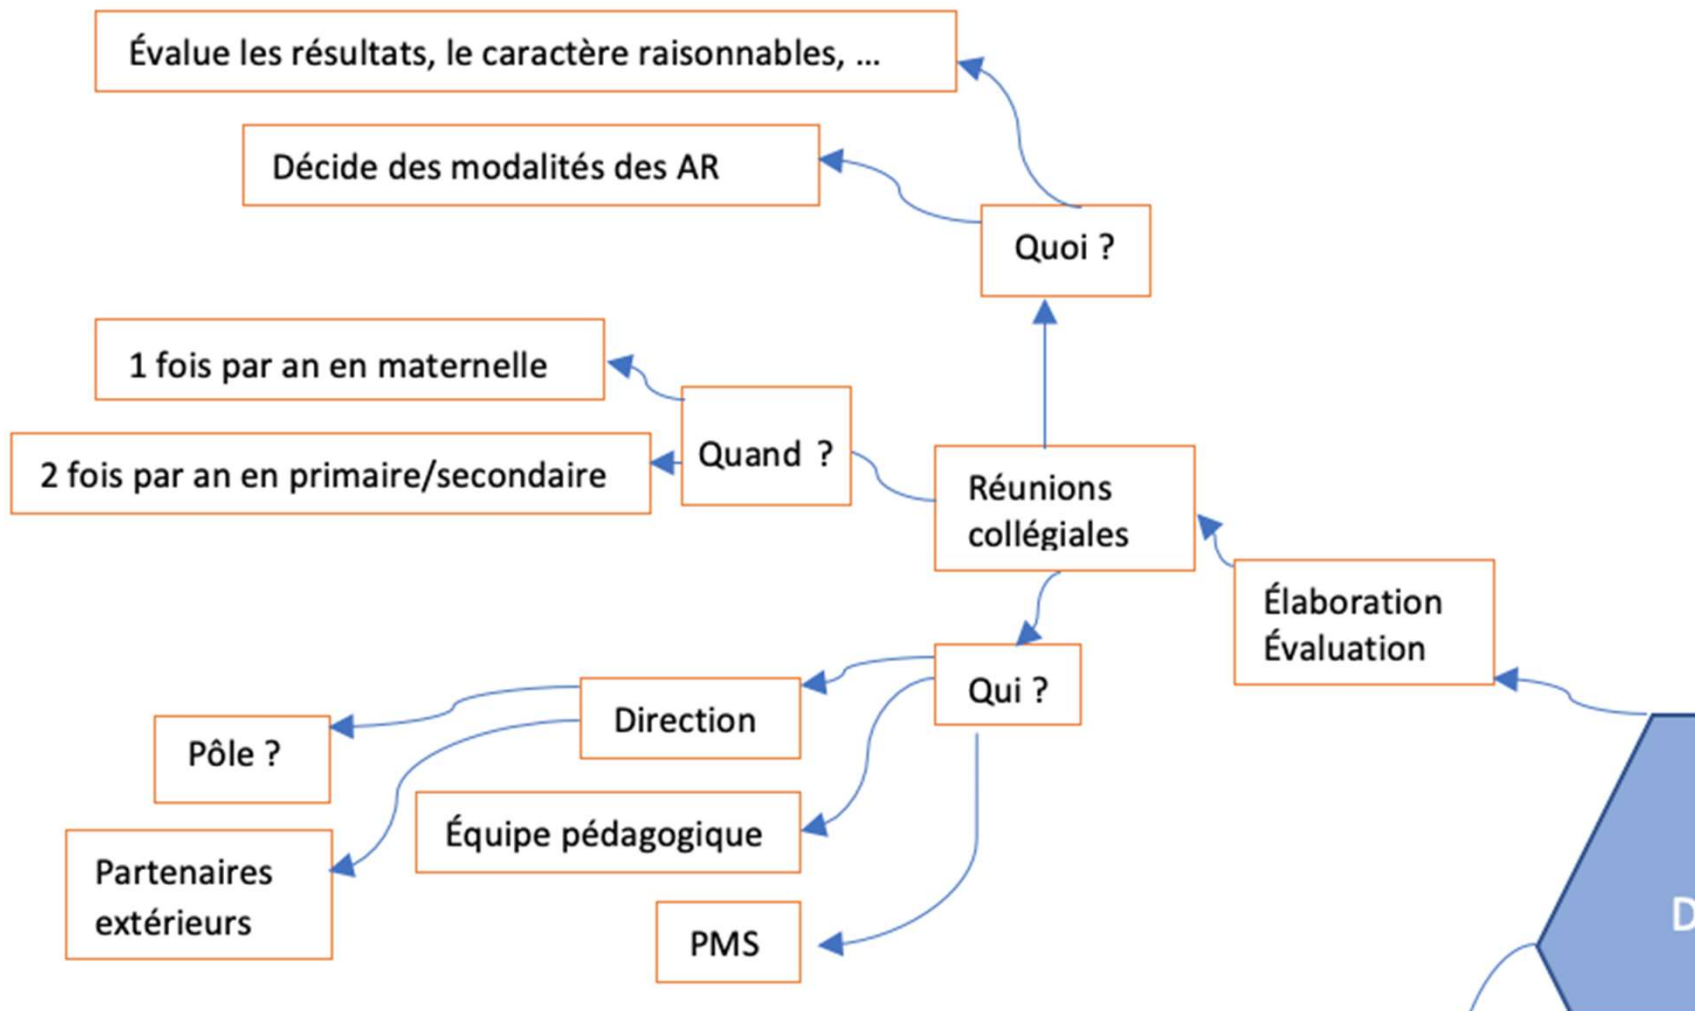 Évalue les résultats, le caractère raisonnables, ...
Décide des modalités des AR
Quoi ?
1 fois par an en maternelle
Quand ?
2 fois par an en primaire/secondaire
Réunions
collégiales
Élaboration
Évaluation
Qui ?
Direction
Pôle ?
Équipe pédagogique
Partenaires
extérieurs
PMS